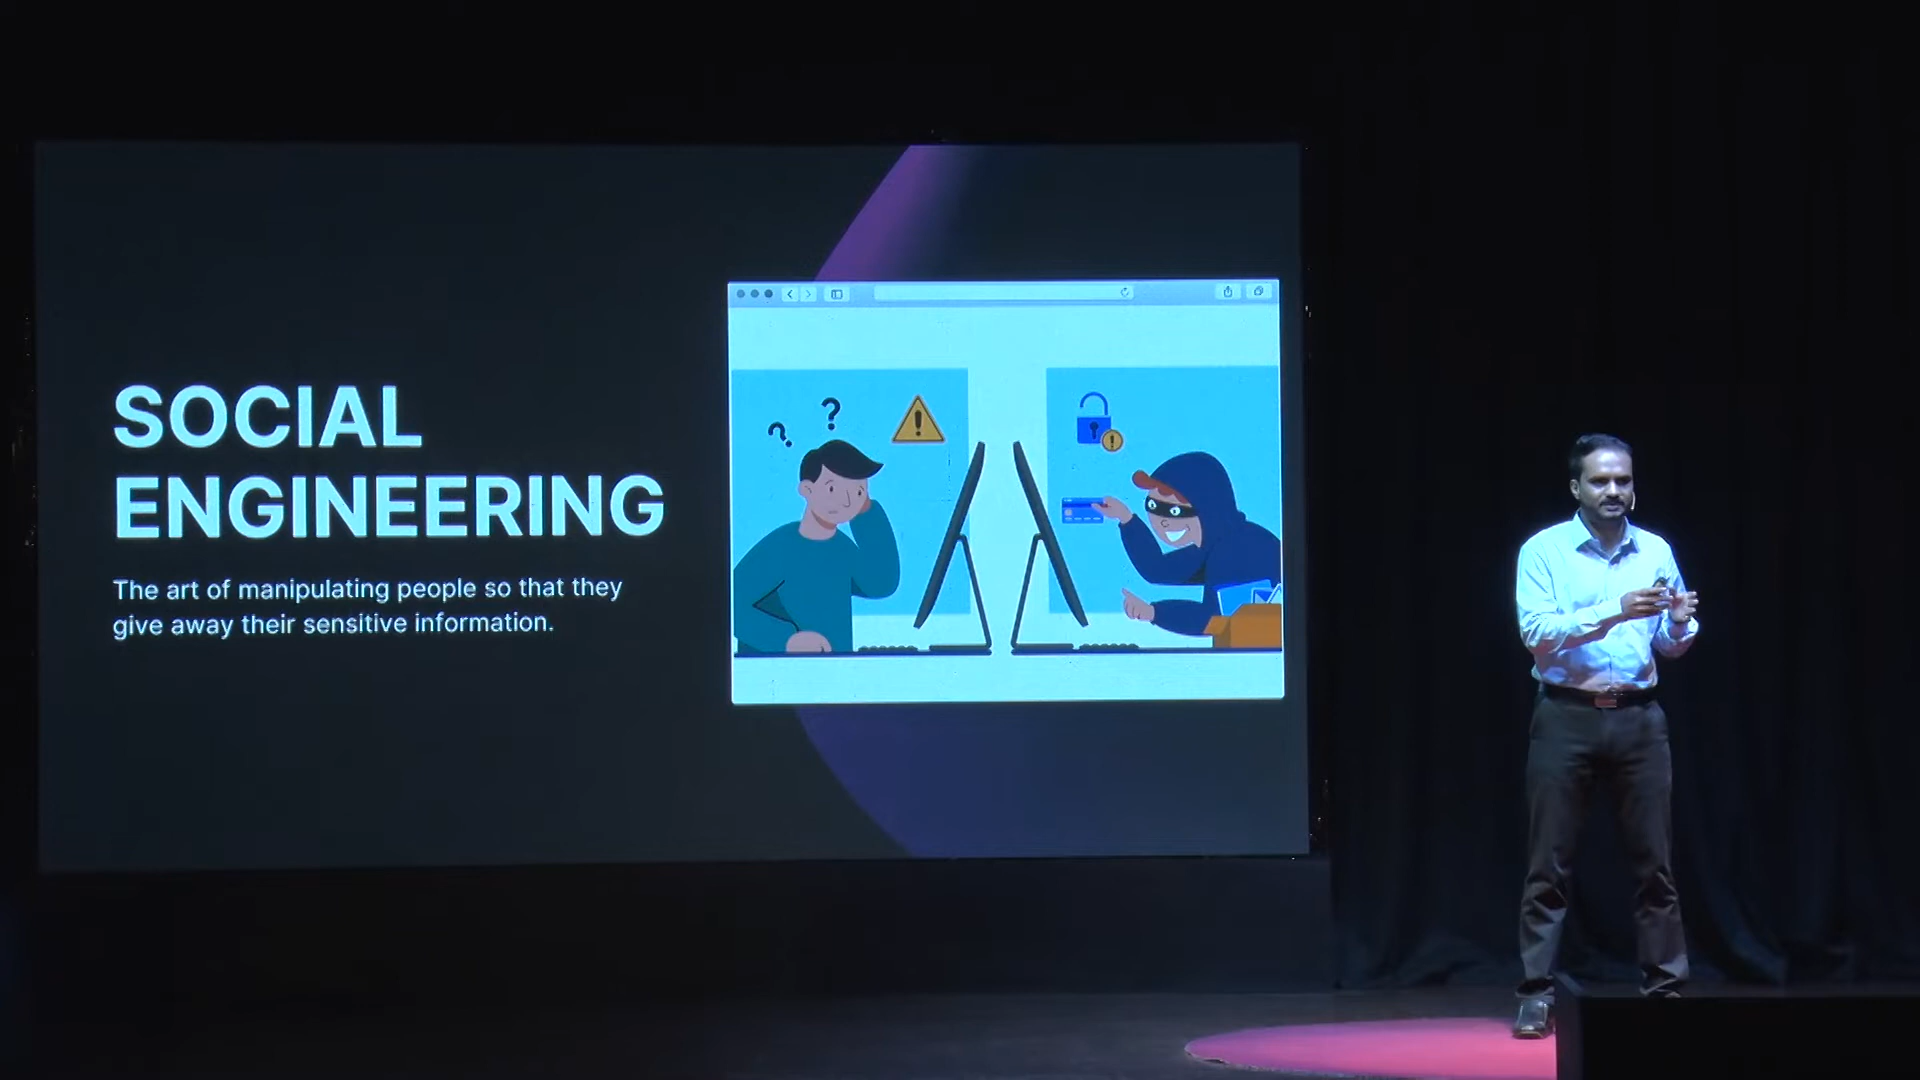 SOCIAL
ENGINEERING
The art of manipulating people so that they
give away their sensitive information.